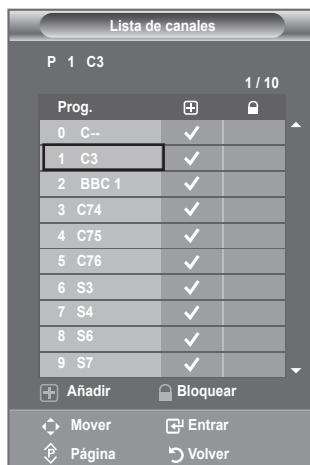 Lista de canales
P 1 C3
1 / 10
Prog.
0 C--
1 C3
2 BBC 1
3 C74
4 C75
5 C76
6 S3
7 S4
8 S6
9 S7
Añadir Bloquear
Mover Entrar
Página Volver